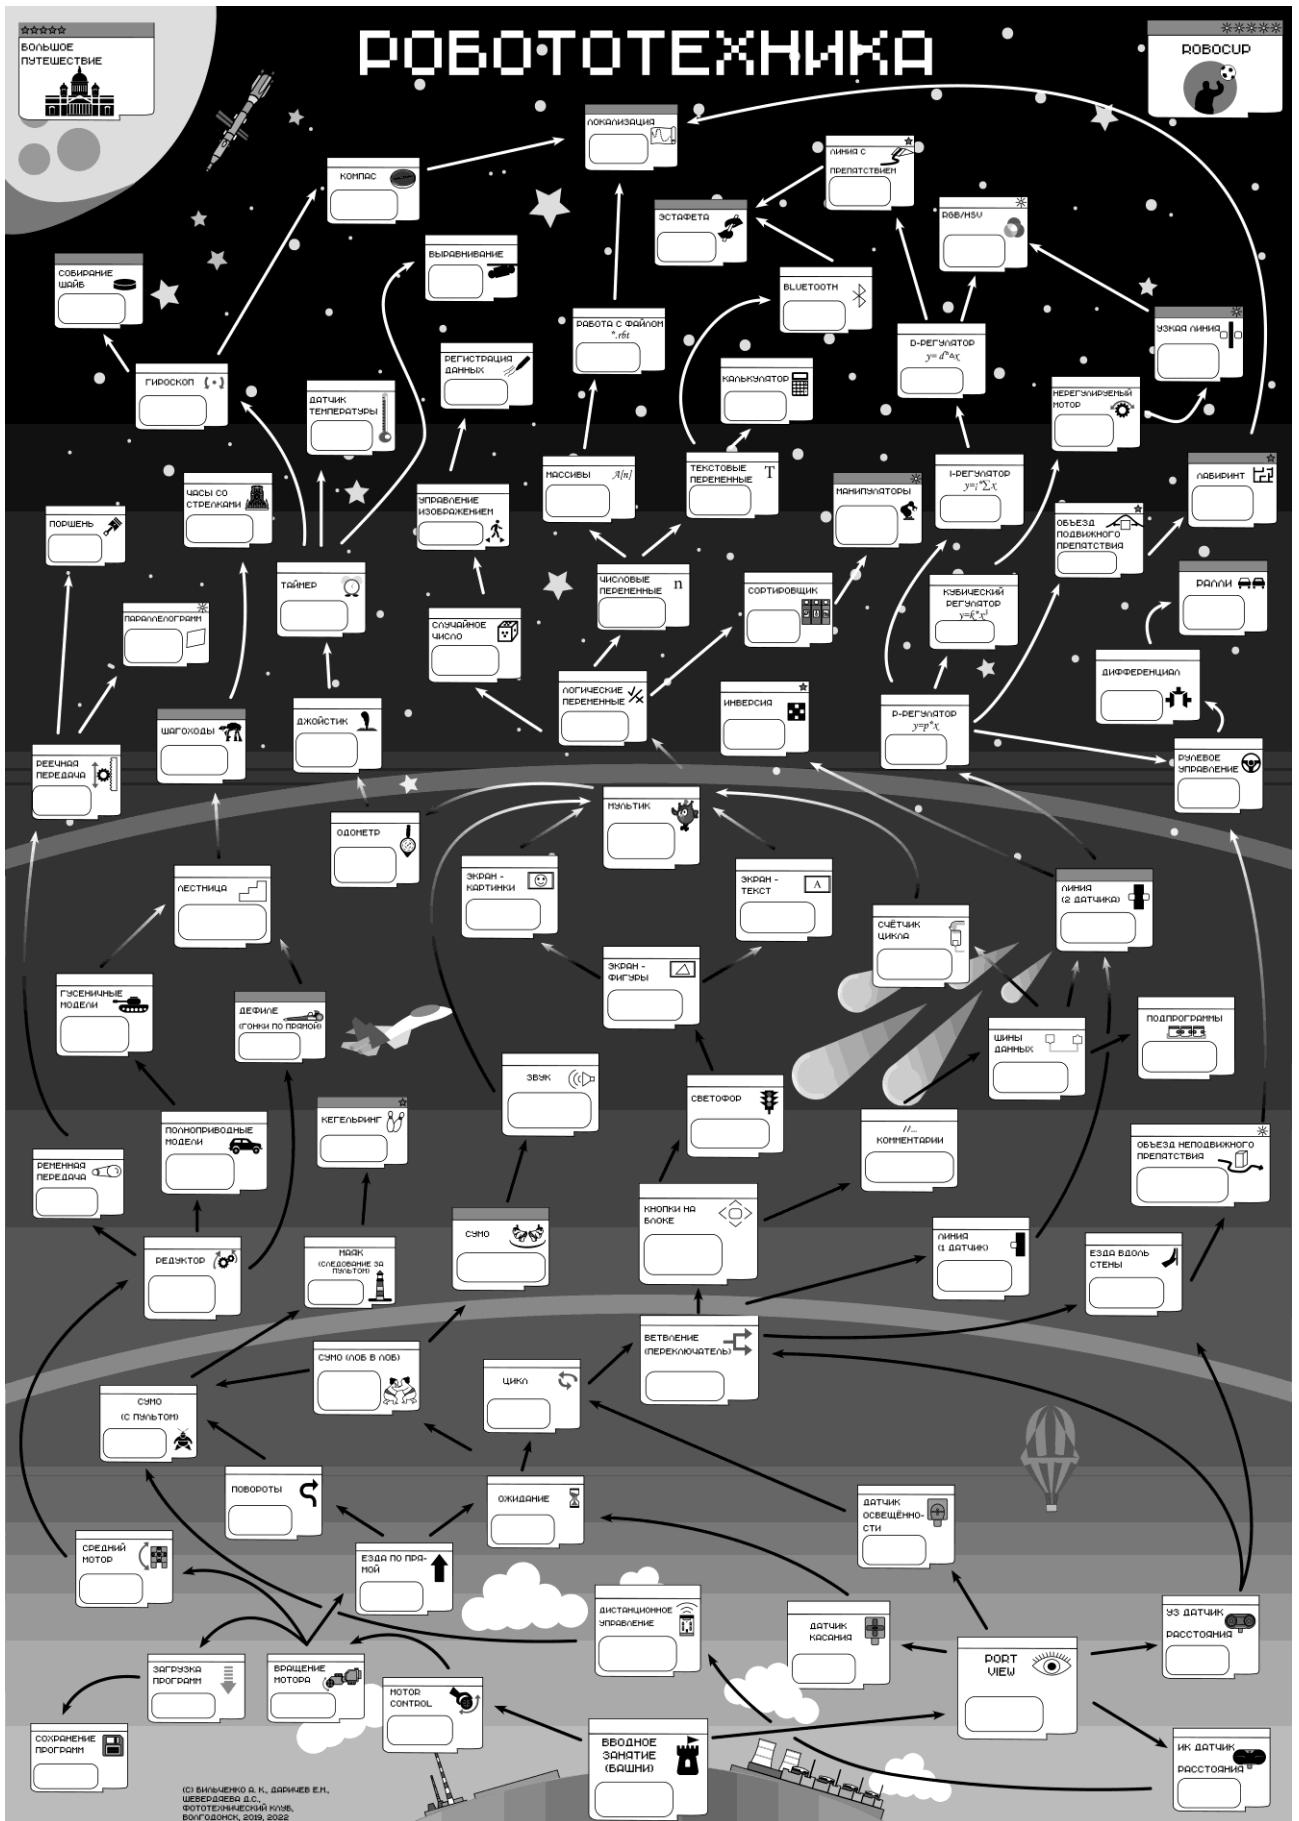 РОБОТОТЕХНИКА
БОЛЬШОЕ
ПУТЕШЕСТВИЕ
ROBOCUP
ЛОКАЛИЗАЦИЯ
ЛИНИЯ С
ПРЕПЯТСТВИЕМ
КОМПАС
ЭСТАФЕТА
RGB/HSV
ВЫРАВНИВАНИЕ
СОБИРАНИЕ
ШАЙБ
BLUETOOTH
РАБОТА С ФАЙЛОМ
*.rbt
УЗКАЯ ЛИНИЯ
D-РЕГУЛЯТОР
РЕГИСТРАЦИЯ
ДАННЫХ
КАЛЬКУЛЯТОР
ГИРОСКОП
ДАТЧИК
ТЕМПЕРАТУРЫ
НЕРЕГУЛИРУЕМЫЙ
МОТОР
МАССИВЫ A[n]
ТЕКСТОВЫЕ
ПЕРЕМЕННЫЕ
T
I-РЕГУЛЯТОР
y=i*∑x
ЛАБИРИНТ
ЧАСЫ СО
СТРЕЛКАМИ
УПРАВЛЕНИЕ
ИЗОБРАЖЕНИЕМ
МАНИПУЛЯТОРЫ
ПОРШЕНЬ
ОБЪЕЗД
ПОДВИЖНОГО
ПРЕПЯТСТВИЯ
ТАЙМЕР
ЧИСЛОВЫЕ
ПЕРЕМЕННЫЕ
n
СОРТИРОВЩИК
КУБИЧЕСКИЙ
РЕГУЛЯТОР
РАЛЛИ
ПАРАЛЛЕЛОГРАММ
СЛУЧАЙНОЕ
ЧИСЛО
ЛОГИЧЕСКИЕ
ПЕРЕМЕННЫЕ
ИНВЕРСИЯ
ДИФФЕРЕНЦИАЛ
P-РЕГУЛЯТОР
y=p*x
ШАГОХОДЫ
ДЖОЙСТИК
РЕЕЧНАЯ
ПЕРЕДАЧА
РУЛЕВОЕ
УПРАВЛЕНИЕ
МУЛЬТИК
ОДОМЕТР
ЭКРАН -
КАРТИНКИ
ЭКРАН -
ТЕКСТ
A
ЛЕСТНИЦА
ЛИНИЯ
(2 ДАТЧИКА)
СЧЁТЧИК
ЦИКЛА
ЭКРАН -
ФИГУРЫ
ГУСЕНИЧНЫЕ
МОДЕЛИ
ДЕФИЛЕ
(ГОНКИ ПО ПРЯМОЙ)
ПОДПРОГРАММЫ
ШИНЫ
ДАННЫХ
ЗВУК
СВЕТОФОР
КЕГЕЛЬРИНГ
ПОЛНОПРИВОДНЫЕ
МОДЕЛИ
//...
КОММЕНТАРИИ
ОБЪЕЗД НЕПОДВИЖНОГО
ПРЕПЯТСТВИЯ
РЕМЕННАЯ
ПЕРЕДАЧА
КНОПКИ НА
БЛОКЕ
СУМО
ЛИНИЯ
(1 ДАТЧИК)
РЕДУКТОР
МАЯК
(СЛЕДОВАНИЕ ЗА
ПУЛЬТОМ)
ЕЗДА ВДОЛЬ
СТЕНЫ
ВЕТВЛЕНИЕ
(ПЕРЕКЛЮЧАТЕЛЬ)
СУМО (ЛОБ В ЛОБ)
ЦИКЛ
СУМО
(С ПУЛЬТОМ)
ПОВОРОТЫ
ОЖИДАНИЕ
ДАТЧИК
ОСВЕЩЁННО-
СТИ
СРЕДНИЙ
МОТОР
ЕЗДА ПО ПРЯ-
МОЙ
ДИСТАНЦИОННОЕ
УПРАВЛЕНИЕ
ДАТЧИК
КАСАНИЯ
УЗ ДАТЧИК
РАССТОЯНИЯ
PORT
VIEW
ЗАГРУЗКА
ПРОГРАММ
ВРАЩЕНИЕ
МОТОРА
MOTOR
CONTROL
СОХРАНЕНИЕ
ПРОГРАММ
ВВОДНОЕ
ЗАНЯТИЕ
(БАШНИ)
ИК ДАТЧИК
РАССТОЯНИЯ
(C) БИЛЬЧЕНКО А. К., ДАРИЧЕВ Е.М.,
ШЕВЕРДЯЕВА Д.С.,
ФОТОТЕХНИЧЕСКИЙ КЛУБ,
ВОЛГОДОНСК, 2019, 2022